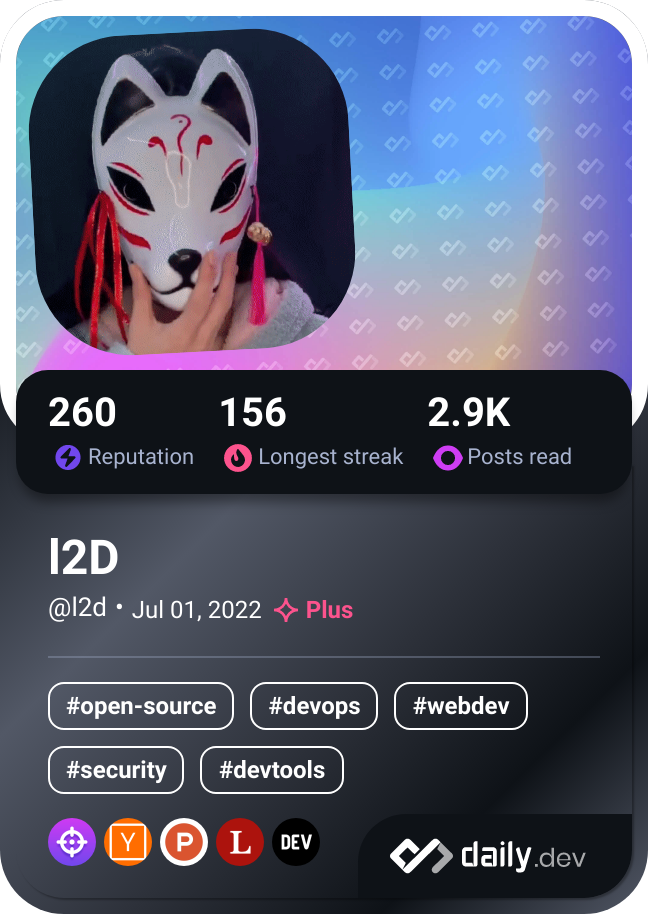 260 156 2.9K
Reputation Longest streak Posts read
l2D
@l2d • Jul 01, 2022 Plus
#open-source #devops #webdev
#security #devtools
Y P L DEV
daily.dev